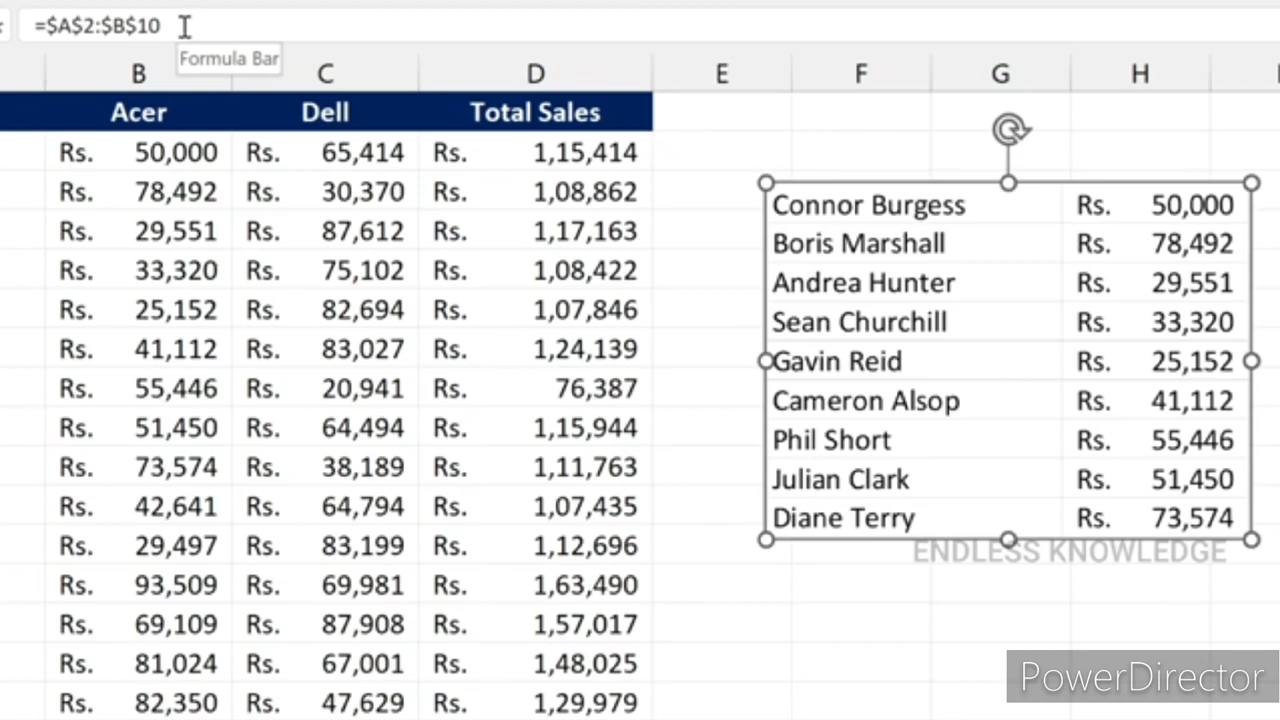 =$A$2:$B$10
Formula Bar
B C D E F G H
Acer Dell Total Sales
Rs. 50,000 Rs. 65,414 Rs. 1,15,414
Rs. 78,492 Rs. 30,370 Rs. 1,08,862
Rs. 29,551 Rs. 87,612 Rs. 1,17,163
Rs. 33,320 Rs. 75,102 Rs. 1,08,422
Rs. 25,152 Rs. 82,694 Rs. 1,07,846
Rs. 41,112 Rs. 83,027 Rs. 1,24,139
Rs. 55,446 Rs. 20,941 Rs. 76,387
Rs. 51,450 Rs. 64,494 Rs. 1,15,944
Rs. 73,574 Rs. 38,189 Rs. 1,11,763
Rs. 42,641 Rs. 64,794 Rs. 1,07,435
Rs. 29,497 Rs. 83,199 Rs. 1,12,696
Rs. 93,509 Rs. 69,981 Rs. 1,63,490
Rs. 69,109 Rs. 87,908 Rs. 1,57,017
Rs. 81,024 Rs. 67,001 Rs. 1,48,025
Rs. 82,350 Rs. 47,629 Rs. 1,29,979
Connor Burgess Rs. 50,000
Boris Marshall Rs. 78,492
Andrea Hunter Rs. 29,551
Sean Churchill Rs. 33,320
Gavin Reid Rs. 25,152
Cameron Alsop Rs. 41,112
Phil Short Rs. 55,446
Julian Clark Rs. 51,450
Diane Terry Rs. 73,574
ENDLESS KNOWLEDGE
PowerDirector